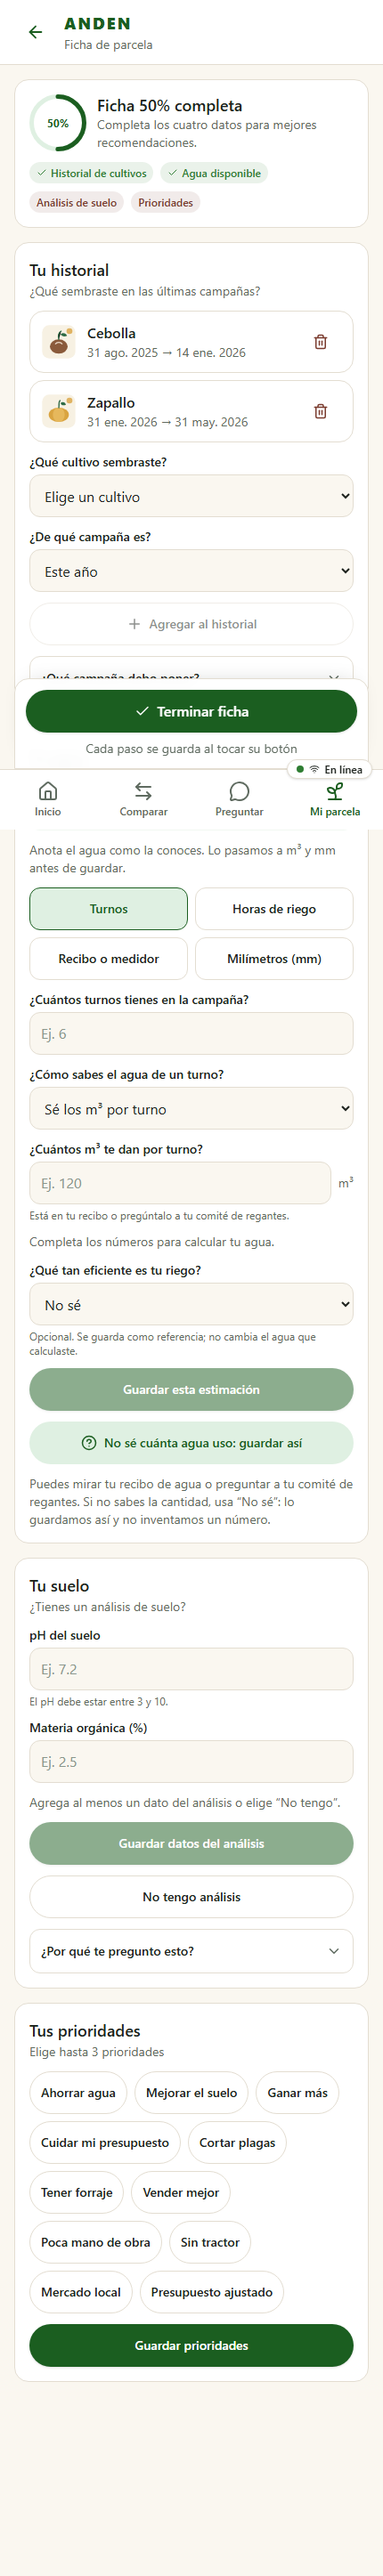 ANDEN
Ficha de parcela
50%
Ficha 50% completa
Completa los cuatro datos para mejores
recomendaciones.
Historial de cultivos
Agua disponible
Análisis de suelo
Prioridades
Tu historial
¿Qué sembraste en las últimas campañas?
Cebolla
31 ago. 2025 → 14 ene. 2026
Zapallo
31 ene. 2026 → 31 may. 2026
¿Qué cultivo sembraste?
Elige un cultivo
¿De qué campaña es?
Este año
Agregar al historial
¿Qué campaña debo poner?
Terminar ficha
Cada paso se guarda al tocar su botón
En línea
Inicio
Comparar
Preguntar
Mi parcela
Anota el agua como la conoces. Lo pasamos a m³ y mm
antes de guardar.
Turnos
Horas de riego
Recibo o medidor
Milímetros (mm)
¿Cuántos turnos tienes en la campaña?
Ej. 6
¿Cómo sabes el agua de un turno?
Sé los m³ por turno
¿Cuántos m³ te dan por turno?
Ej. 120
m³
Está en tu recibo o pregúntalo a tu comité de regantes.
Completa los números para calcular tu agua.
¿Qué tan eficiente es tu riego?
No sé
Opcional. Se guarda como referencia; no cambia el agua que
calculaste.
Guardar esta estimación
No sé cuánta agua uso: guardar así
Puedes mirar tu recibo de agua o preguntar a tu comité de
regantes. Si no sabes la cantidad, usa “No sé”: lo
guardamos así y no inventamos un número.
Tu suelo
¿Tienes un análisis de suelo?
pH del suelo
Ej. 7.2
El pH debe estar entre 3 y 10.
Materia orgánica (%)
Ej. 2.5
Agrega al menos un dato del análisis o elige “No tengo”.
Guardar datos del análisis
No tengo análisis
¿Por qué te pregunto esto?
Tus prioridades
Elige hasta 3 prioridades
Ahorrar agua
Mejorar el suelo
Ganar más
Cuidar mi presupuesto
Cortar plagas
Tener forraje
Vender mejor
Poca mano de obra
Sin tractor
Mercado local
Presupuesto ajustado
Guardar prioridades